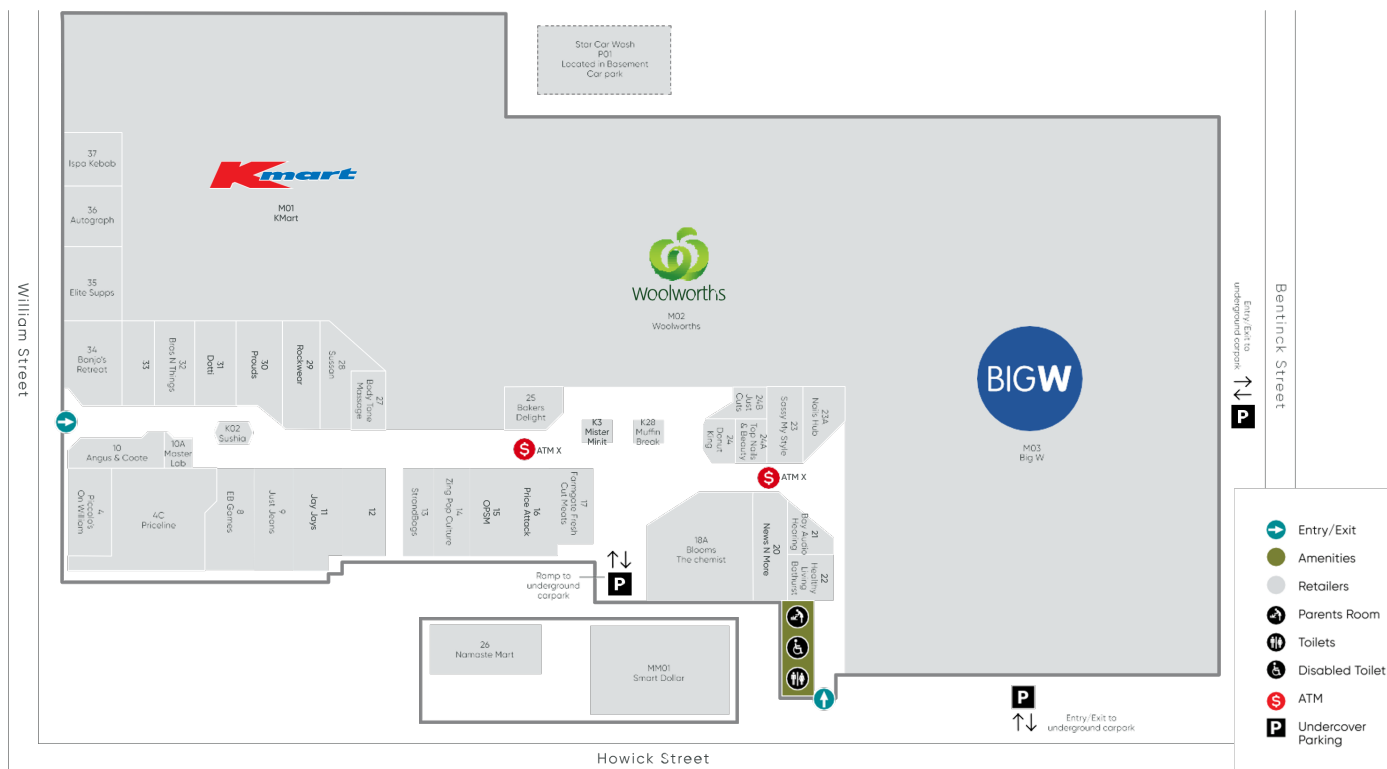 Star Car Wash
P01
Located in Basement
Car park
37
Ispa Kebab
36
Autograph
35
Elite Supps
34
Banjo's
Retreat
Kmart
M01
KMart
Woolworths
M02
Woolworths
BIGW
M03
Big W
33
32
Bras N Things
31
Dotti
30
Prouds
29
Rockwear
28
Sussan
27
Body Tone
Massage
25
Bakers
Delight
K3
Mister
Minit
K28
Muffin
Break
24B
Just
Cuts
24
Donut
King
24A
Top Nails
& Beauty
23
Sassy My Style
23A
Nails Hub
K02
Sushia
10
Angus & Coote
10A
Master
Lab
$ ATM X
$ ATM X
4
Piccolo's
On William
4C
Priceline
8
EB Games
9
Just Jeans
11
Jay Jays
12
13
StrandBags
14
Zing Pop Culture
15
OPSM
16
Price Attack
17
Farmgate Fresh
Cut Meats
18A
Blooms
The chemist
20
News N More
21
Bay Audio
Hearing
22
Healthy
Living
Bathurst
Ramp to
underground
carpark
P
26
Namaste Mart
MM01
Smart Dollar
P
Entry/Exit to
underground carpark
Entry/Exit to
underground carpark
P
William Street
Howick Street
Bentinck Street
Entry/Exit
Amenities
Retailers
Parents Room
Toilets
Disabled Toilet
$ ATM
P Undercover
Parking